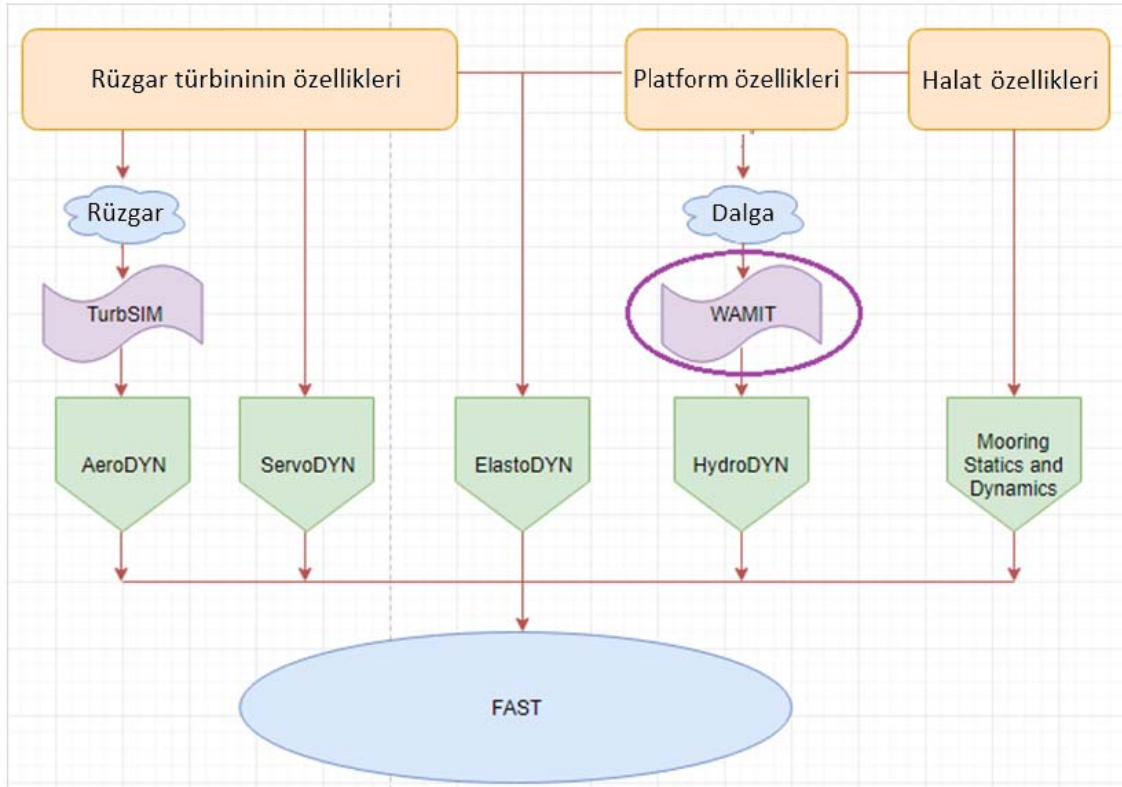 Rüzgar türbininin özellikleri
Platform özellikleri
Halat özellikleri
Rüzgar
Dalga
TurbSIM
WAMIT
AeroDYN
ServoDYN
ElastoDYN
HydroDYN
Mooring
Statics and
Dynamics
FAST